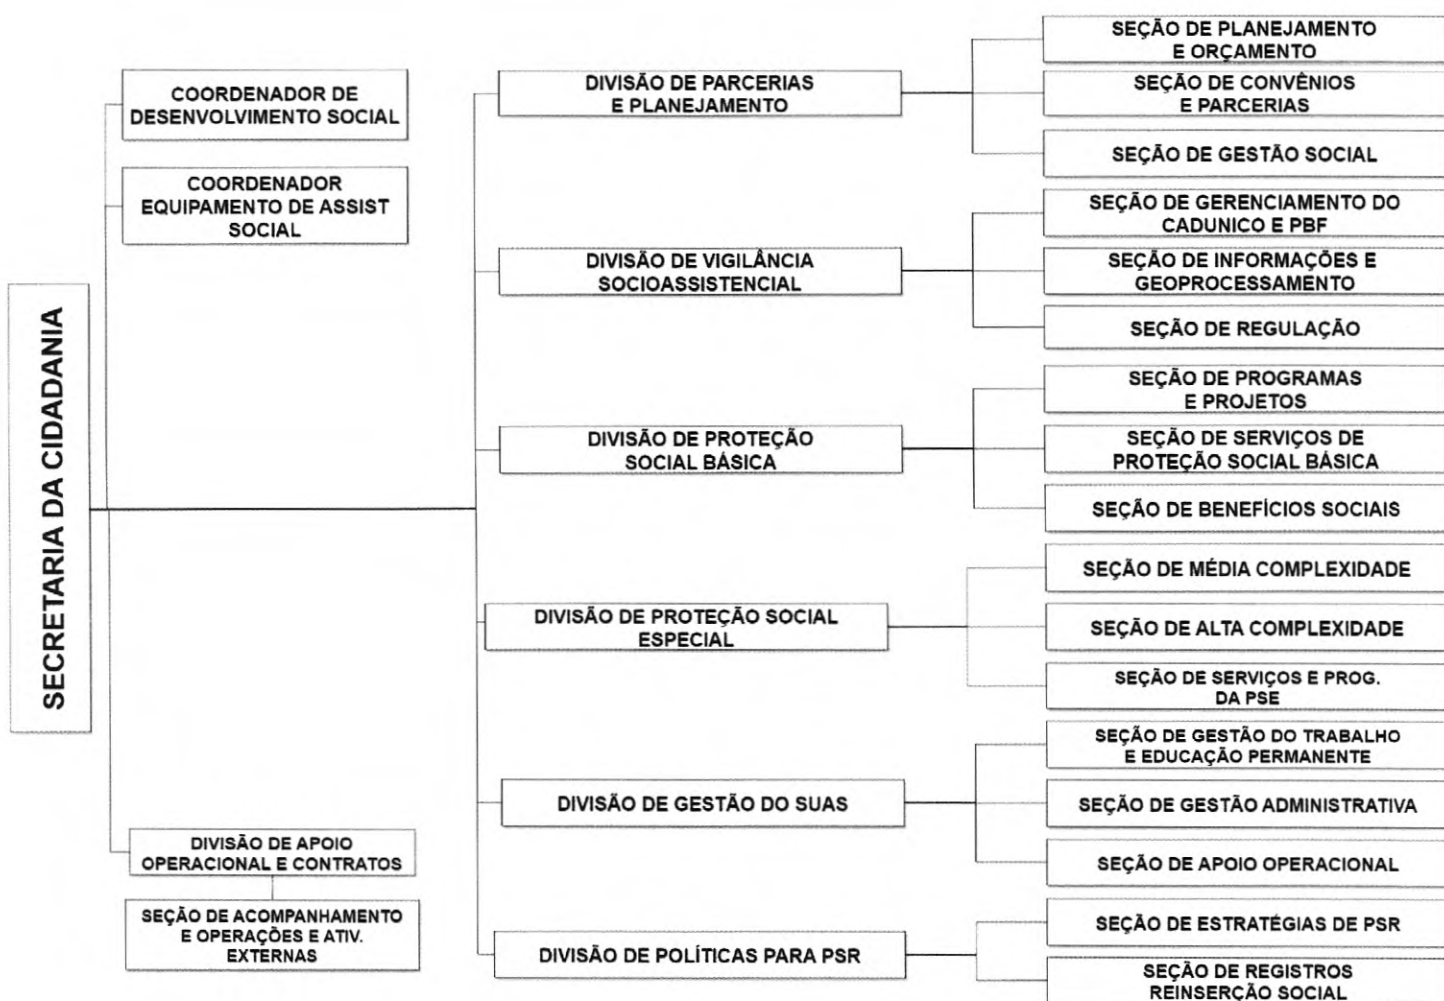 SECRETARIA DA CIDADANIA
COORDENADOR DE
DESENVOLVIMENTO SOCIAL
COORDENADOR
EQUIPAMENTO DE ASSIST
SOCIAL
DIVISÃO DE APOIO
OPERACIONAL E CONTRATOS
SEÇÃO DE ACOMPANHAMENTO
E OPERAÇÕES E ATIV.
EXTERNAS
DIVISÃO DE PARCERIAS
E PLANEJAMENTO
SEÇÃO DE PLANEJAMENTO
E ORÇAMENTO
SEÇÃO DE CONVÊNIOS
E PARCERIAS
SEÇÃO DE GESTÃO SOCIAL
DIVISÃO DE VIGILÂNCIA
SOCIOASSISTENCIAL
SEÇÃO DE GERENCIAMENTO DO
CADUNICO E PBF
SEÇÃO DE INFORMAÇÕES E
GEOPROCESSAMENTO
SEÇÃO DE REGULAÇÃO
DIVISÃO DE PROTEÇÃO
SOCIAL BÁSICA
SEÇÃO DE PROGRAMAS
E PROJETOS
SEÇÃO DE SERVIÇOS DE
PROTEÇÃO SOCIAL BÁSICA
SEÇÃO DE BENEFÍCIOS SOCIAIS
DIVISÃO DE PROTEÇÃO SOCIAL
ESPECIAL
SEÇÃO DE MÉDIA COMPLEXIDADE
SEÇÃO DE ALTA COMPLEXIDADE
SEÇÃO DE SERVIÇOS E PROG.
DA PSE
DIVISÃO DE GESTÃO DO SUAS
SEÇÃO DE GESTÃO DO TRABALHO
E EDUCAÇÃO PERMANENTE
SEÇÃO DE GESTÃO ADMINISTRATIVA
SEÇÃO DE APOIO OPERACIONAL
DIVISÃO DE POLÍTICAS PARA PSR
SEÇÃO DE ESTRATÉGIAS DE PSR
SEÇÃO DE REGISTROS
REINSERÇÃO SOCIAL